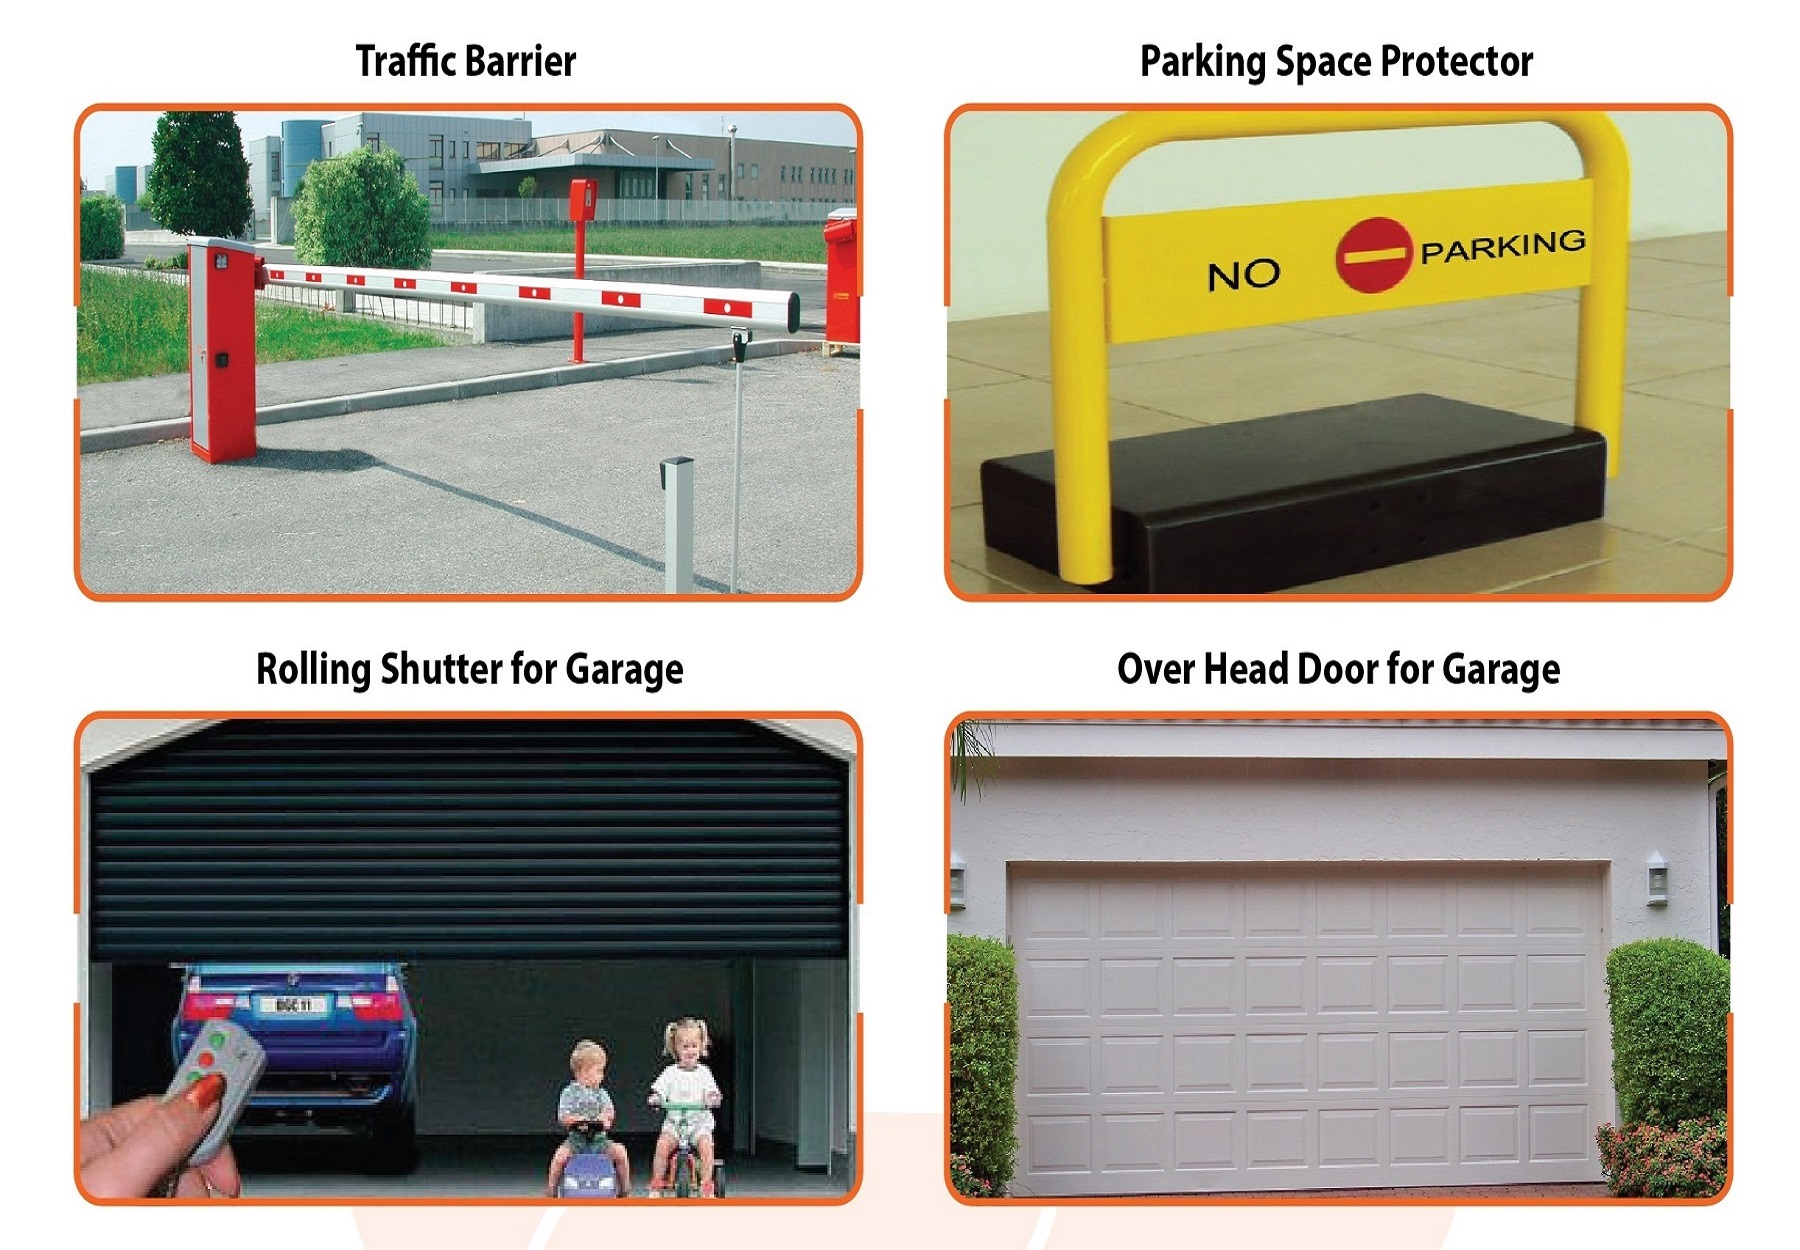 Traffic Barrier
Parking Space Protector
NO PARKING
Rolling Shutter for Garage
Over Head Door for Garage